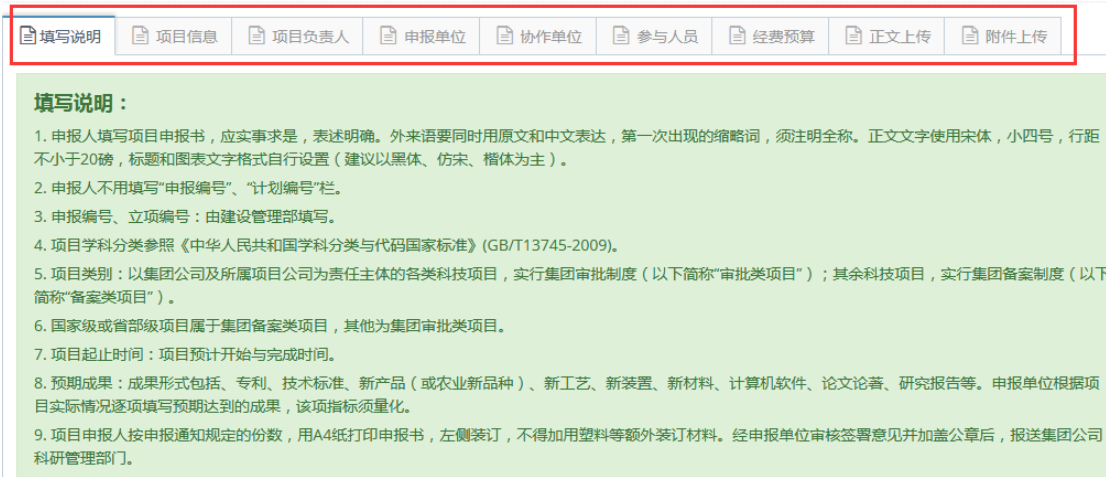 填写说明 项目信息 项目负责人 申报单位 协作单位 参与人员 经费预算 正文上传 附件上传
填写说明：
1. 申报人填写项目申报书，应实事求是，表述明确。外来语要同时用原文和中文表达，第一次出现的缩略词，须注明全称。正文文字使用宋体，小四号，行距
不小于20磅，标题和图表文字格式自行设置（建议以黑体、仿宋、楷体为主）。
2. 申报人不用填写“申报编号”、“计划编号”栏。
3. 申报编号、立项编号：由建设管理部填写。
4. 项目学科分类参照《中华人民共和国学科分类与代码国家标准》(GB/T13745-2009)。
5. 项目类别：以集团公司及所属项目公司为责任主体的各类科技项目，实行集团审批制度（以下简称“审批类项目”）；其余科技项目，实行集团备案制度（以下
简称“备案类项目”）。
6. 国家级或省部级项目属于集团备案类项目，其他为集团审批类项目。
7. 项目起止时间：项目预计开始与完成时间。
8. 预期成果：成果形式包括、专利、技术标准、新产品（或农业新品种）、新工艺、新装置、新材料、计算机软件、论文论著、研究报告等。申报单位根据项
目实际情况逐项填写预期达到的成果，该项指标须量化。
9. 项目申报人按申报通知规定的份数，用A4纸打印申报书，左侧装订，不得加用塑料等额外装订材料。经申报单位审核签署意见并加盖公章后，报送集团公司
科研管理部门。